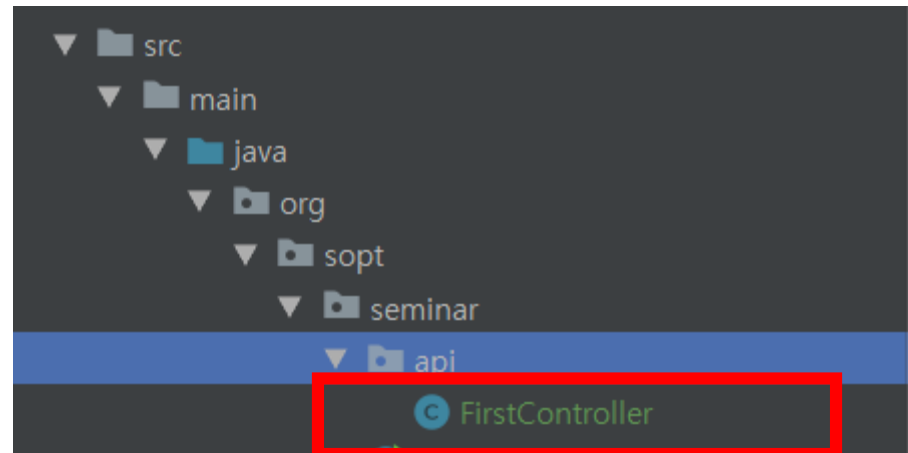 src
main
java
org
sopt
seminar
api
C FirstController